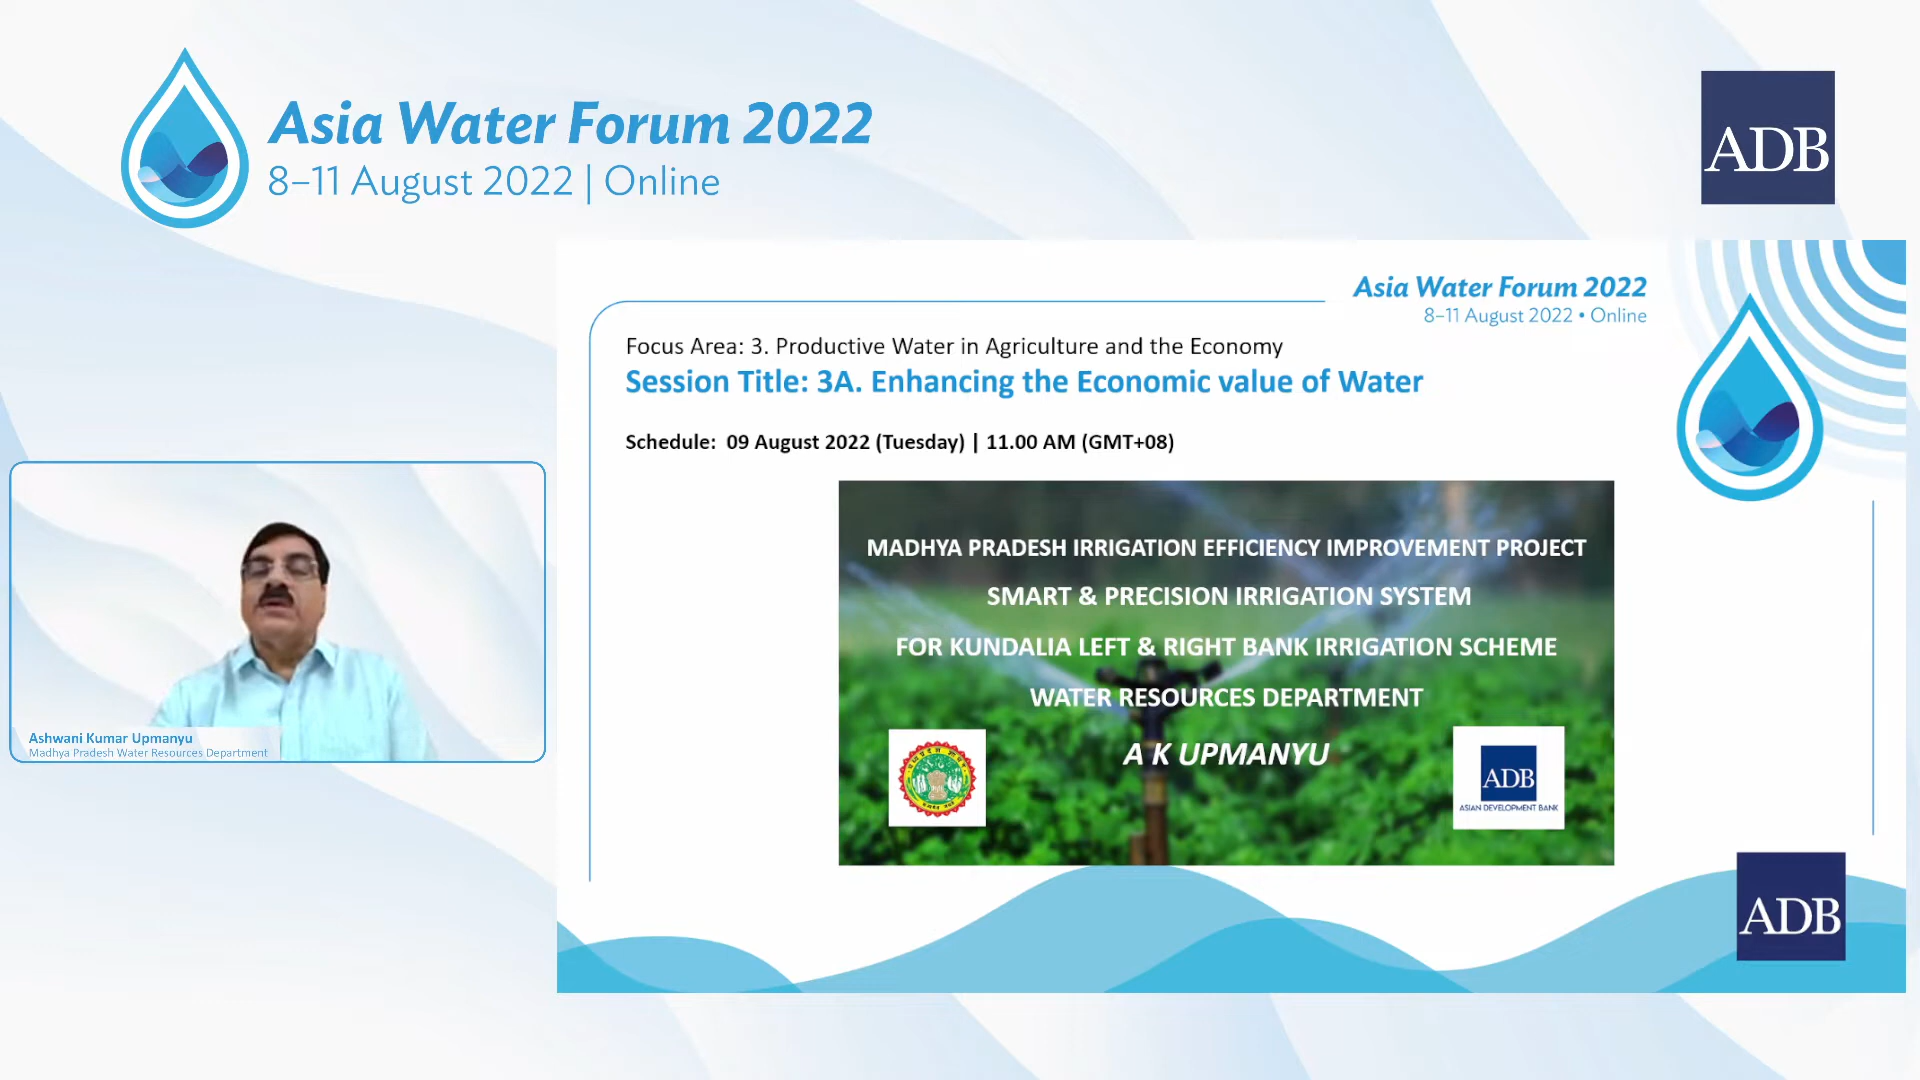 Asia Water Forum 2022
8–11 August 2022 | Online
ADB
Asia Water Forum 2022
8–11 August 2022 • Online
Focus Area: 3. Productive Water in Agriculture and the Economy
Session Title: 3A. Enhancing the Economic value of Water
Schedule: 09 August 2022 (Tuesday) | 11.00 AM (GMT+08)
MADHYA PRADESH IRRIGATION EFFICIENCY IMPROVEMENT PROJECT
SMART & PRECISION IRRIGATION SYSTEM
FOR KUNDALIA LEFT & RIGHT BANK IRRIGATION SCHEME
WATER RESOURCES DEPARTMENT
A K UPMANYU
ADB
ASIAN DEVELOPMENT BANK
Ashwani Kumar Upmanyu
Madhya Pradesh Water Resources Department
ADB